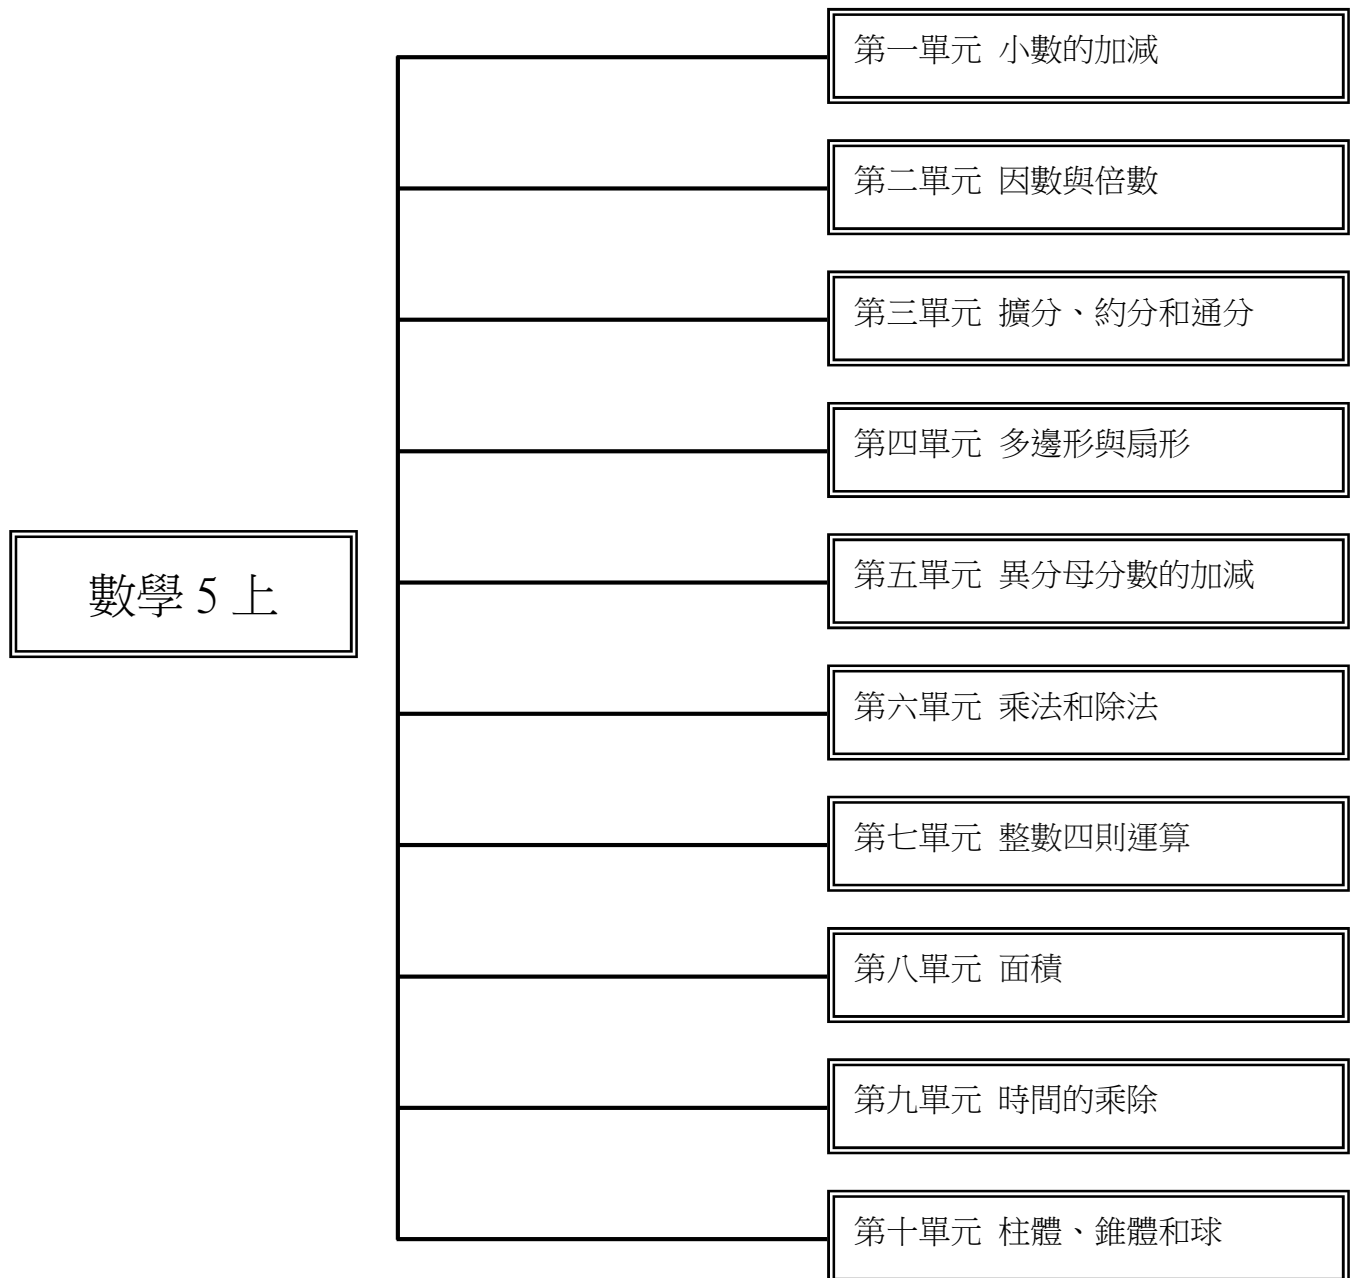 第一單元 小數的加減
第二單元 因數與倍數
第三單元 擴分、約分和通分
第四單元 多邊形與扇形
數學 5 上
第五單元 異分母分數的加減
第六單元 乘法和除法
第七單元 整數四則運算
第八單元 面積
第九單元 時間的乘除
第十單元 柱體、錐體和球